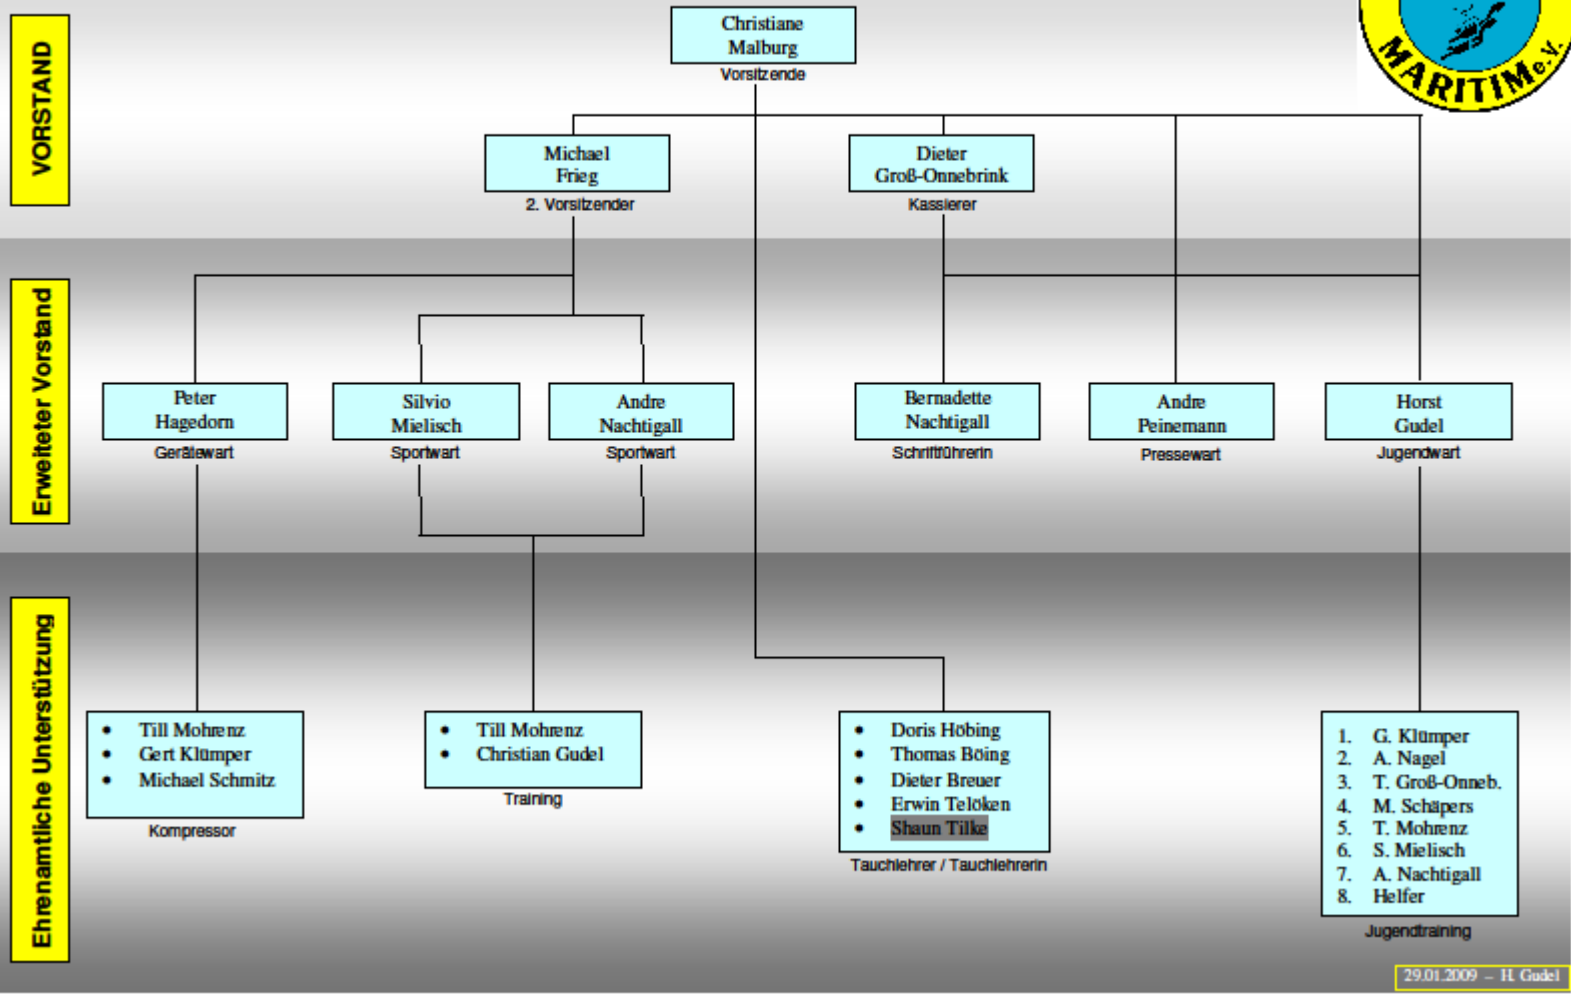 VORSTAND
Christiane
Malburg
Vorsitzende
MARITIM e.V.
Michael
Frieg
2. Vorsitzender
Dieter
Groß-Onnebrink
Kassierer
Erweiteter Vorstand
Peter
Hagedorn
Gerätewart
Silvio
Mielisch
Sportwart
Andre
Nachtigall
Sportwart
Bernadette
Nachtigall
Schriftführerin
Andre
Peinemann
Pressewart
Horst
Gudel
Jugendwart
Ehrenamtliche Unterstützung
• Till Mohrenz
• Gert Klümper
• Michael Schmitz
Kompressor
• Till Mohrenz
• Christian Gudel
Training
• Doris Höbing
• Thomas Böing
• Dieter Breuer
• Erwin Telöken
• Shaun Tilke
Tauchlehrer / Tauchlehrerin
1. G. Klümper
2. A. Nagel
3. T. Groß-Onneb.
4. M. Schäpers
5. T. Mohrenz
6. S. Mielisch
7. A. Nachtigall
8. Helfer
Jugendtraining
29.01.2009 – H. Gudel